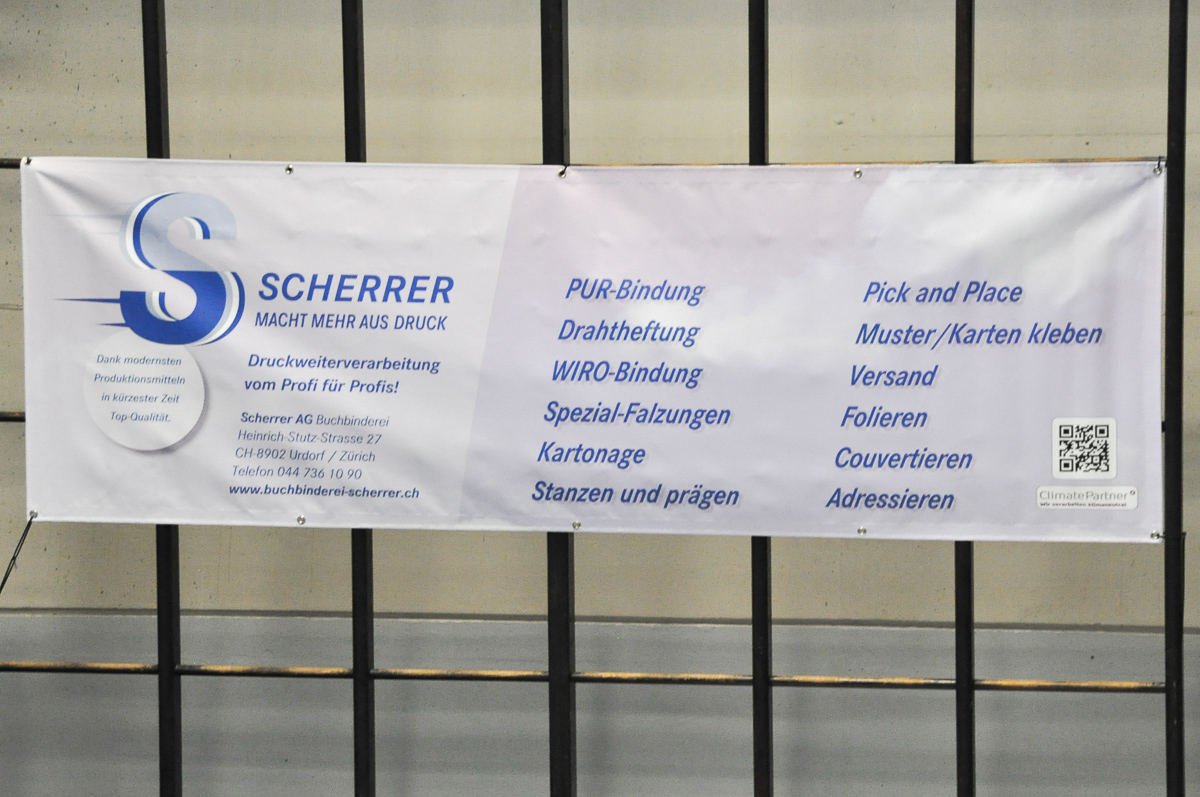 S
SCHERRER
MACHT MEHR AUS DRUCK
Dank modernsten
Produktionsmitteln
in kürzester Zeit
Top-Qualität.
Druckweiterverarbeitung
vom Profi für Profis!
Scherrer AG Buchbinderei
Heinrich-Stutz-Strasse 27
CH-8902 Urdorf / Zürich
Telefon 044 736 10 90
www.buchbinderei-scherrer.ch
PUR-Bindung
Drahtheftung
WIRO-Bindung
Spezial-Falzungen
Kartonage
Stanzen und prägen
Pick and Place
Muster/Karten kleben
Versand
Folieren
Couvertieren
Adressieren
ClimatePartner
Wir verarbeiten klimaneutral